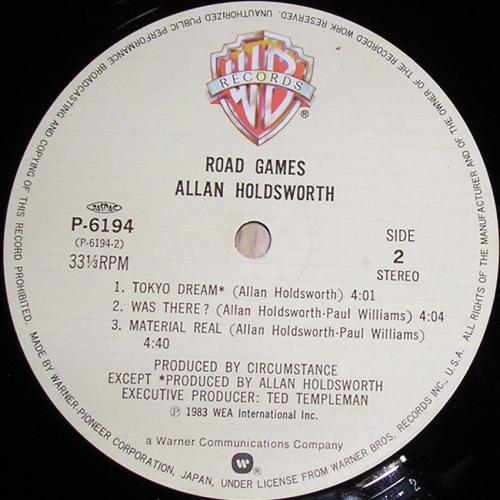 WB
RECORDS
®
ROAD GAMES
ALLAN HOLDSWORTH
JASRAC
P-6194
(P-6194-2)
33⅓RPM
SIDE
2
STEREO
1. TOKYO DREAM* (Allan Holdsworth) 4:01
2. WAS THERE? (Allan Holdsworth-Paul Williams) 4:04
3. MATERIAL REAL (Allan Holdsworth-Paul Williams)
4:40
PRODUCED BY CIRCUMSTANCE
EXCEPT *PRODUCED BY ALLAN HOLDSWORTH
EXECUTIVE PRODUCER: TED TEMPLEMAN
℗ 1983 WEA International Inc.
a Warner Communications Company
®
MADE BY WARNER-PIONEER CORPORATION, JAPAN, UNDER LICENSE FROM WARNER BROS. RECORDS INC., U.S.A. ALL RIGHTS OF THE MANUFACTURER AND OF THE OWNER OF THE RECORDED WORK RESERVED. UNAUTHORIZED PUBLIC PERFORMANCE BROADCASTING AND COPYING OF THIS RECORD PROHIBITED.